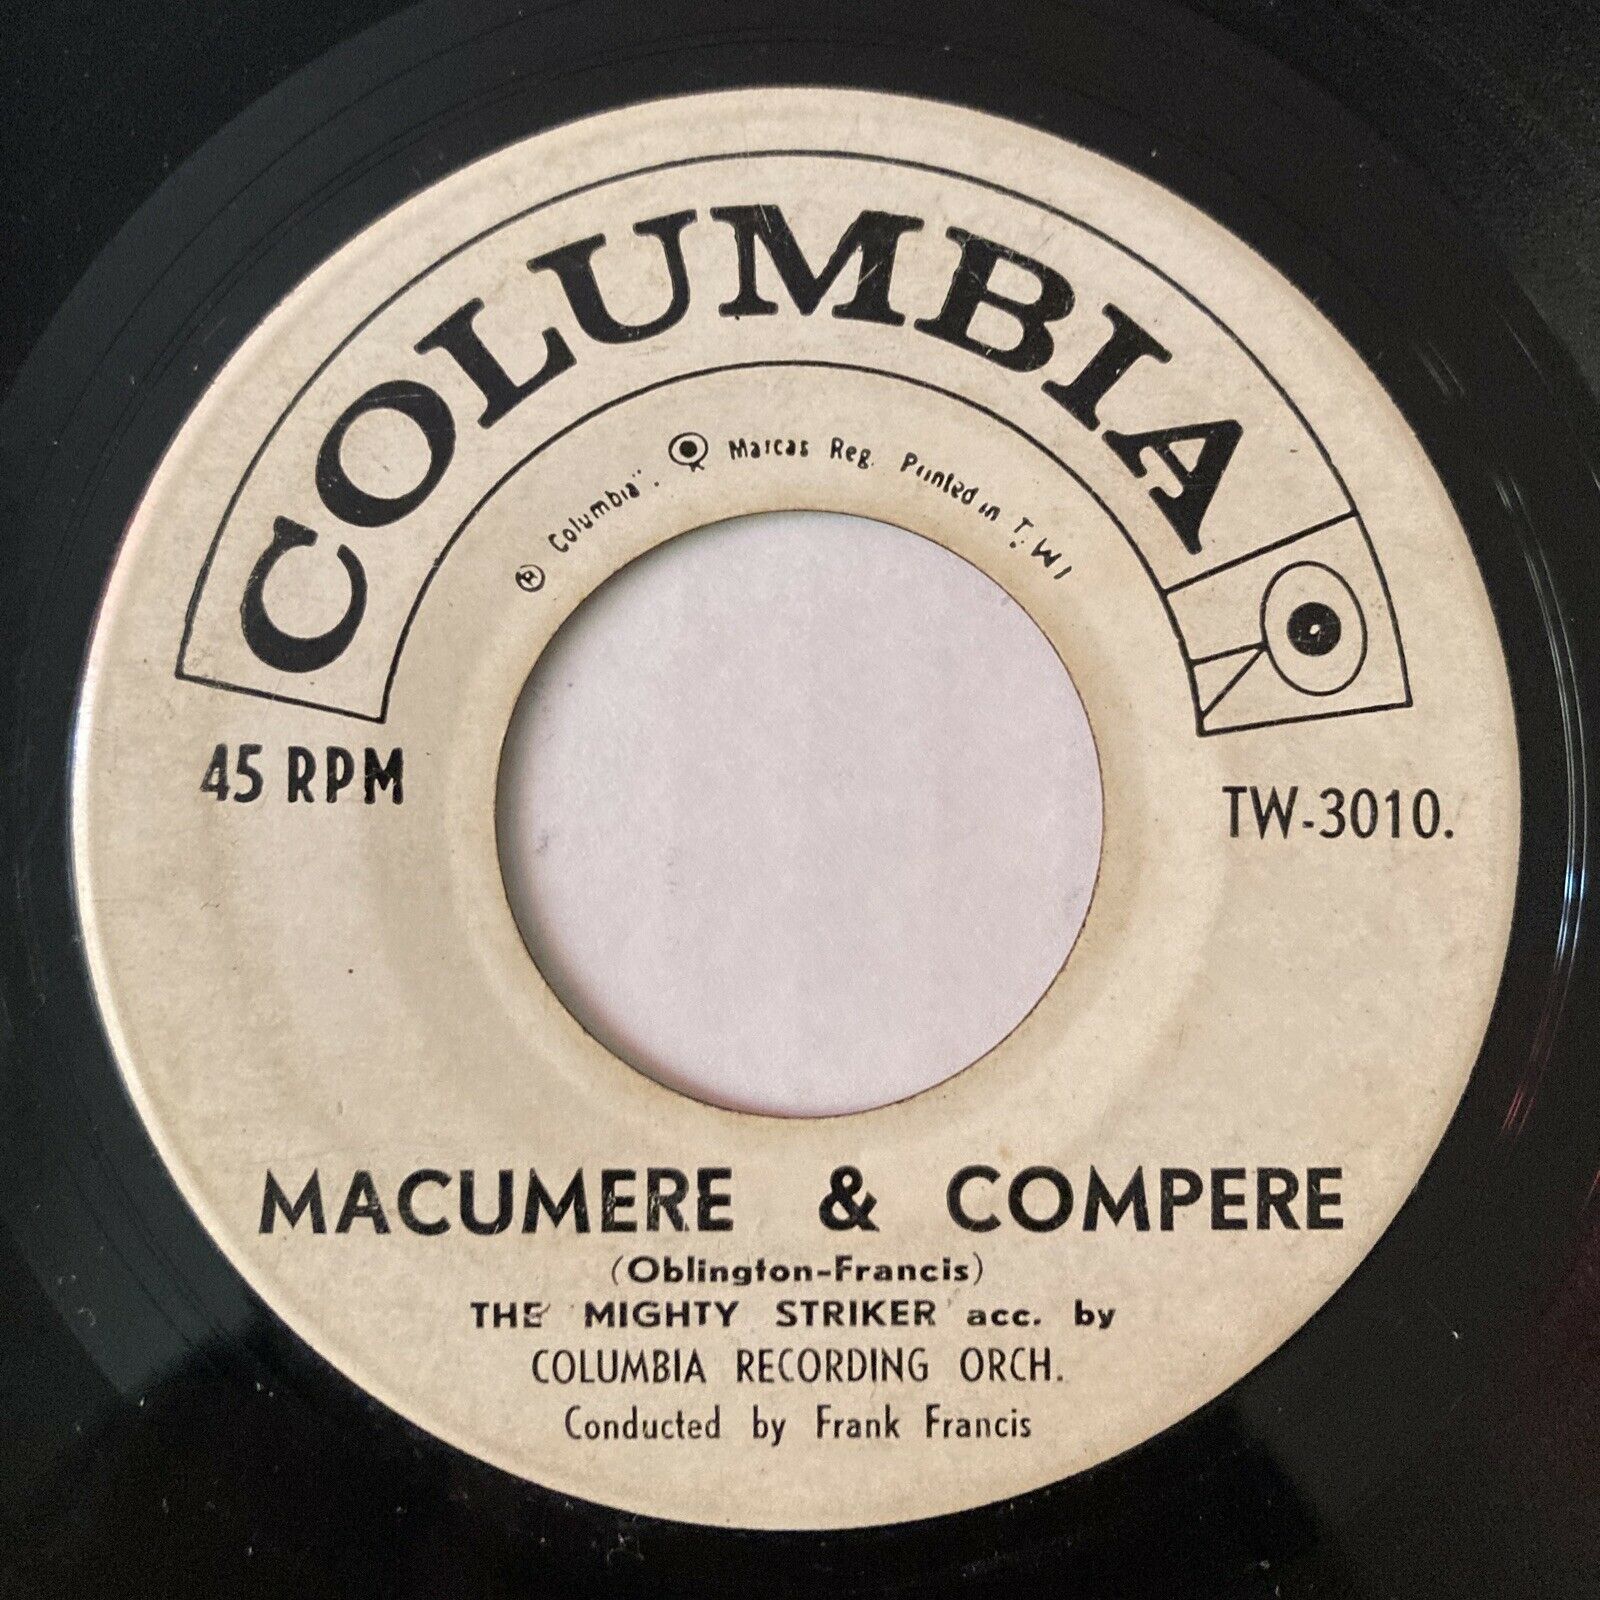 COLUMBIA
Ⓡ "Columbia". Marcas Reg. Printed in T.W I
45 RPM
TW-3010.
MACUMERE & COMPERE
(Oblington-Francis)
THE MIGHTY STRIKER acc. by
COLUMBIA RECORDING ORCH.
Conducted by Frank Francis